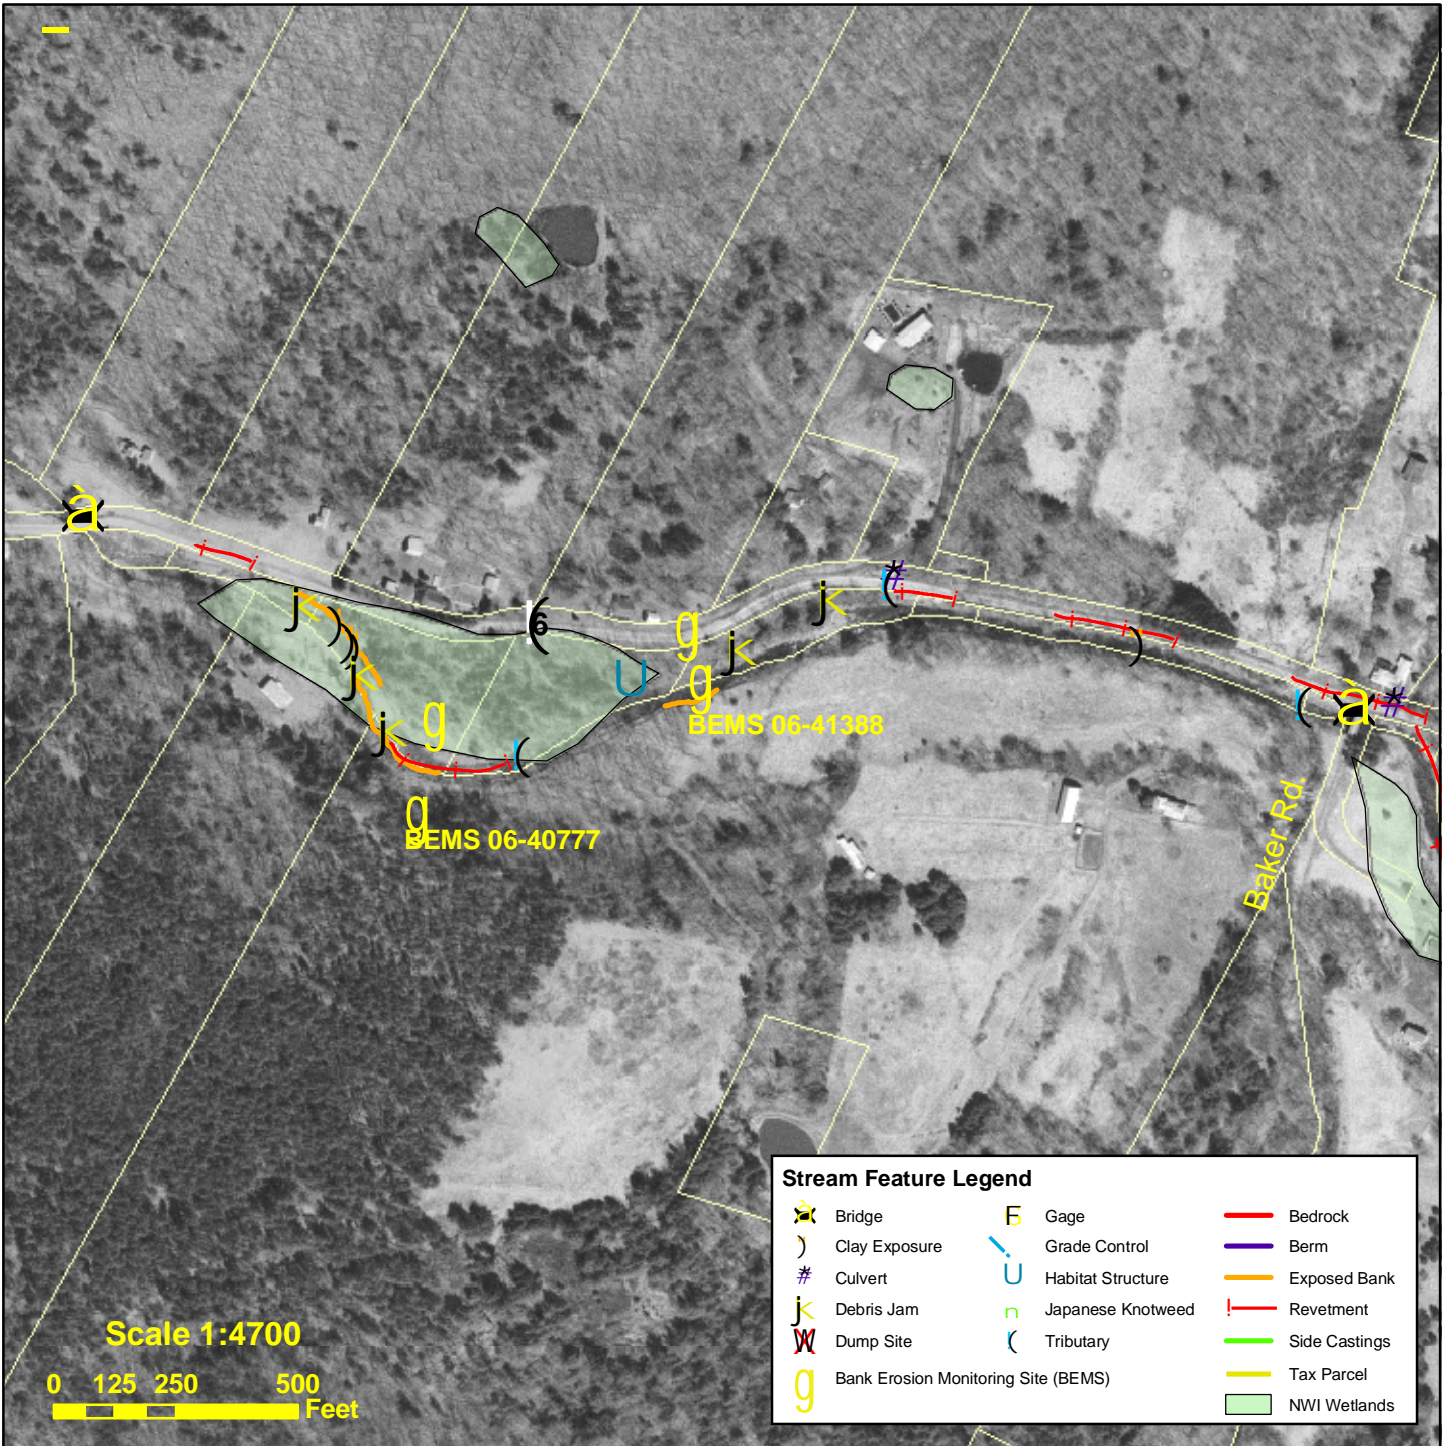 BEMS 06-41388
BEMS 06-40777
Baker Rd.
Scale 1:4700
0 125 250 500
Feet
Stream Feature Legend
Bridge
Clay Exposure
Culvert
Debris Jam
Dump Site
Bank Erosion Monitoring Site (BEMS)
Gage
Grade Control
Habitat Structure
Japanese Knotweed
Tributary
Bedrock
Berm
Exposed Bank
Revetment
Side Castings
Tax Parcel
NWI Wetlands